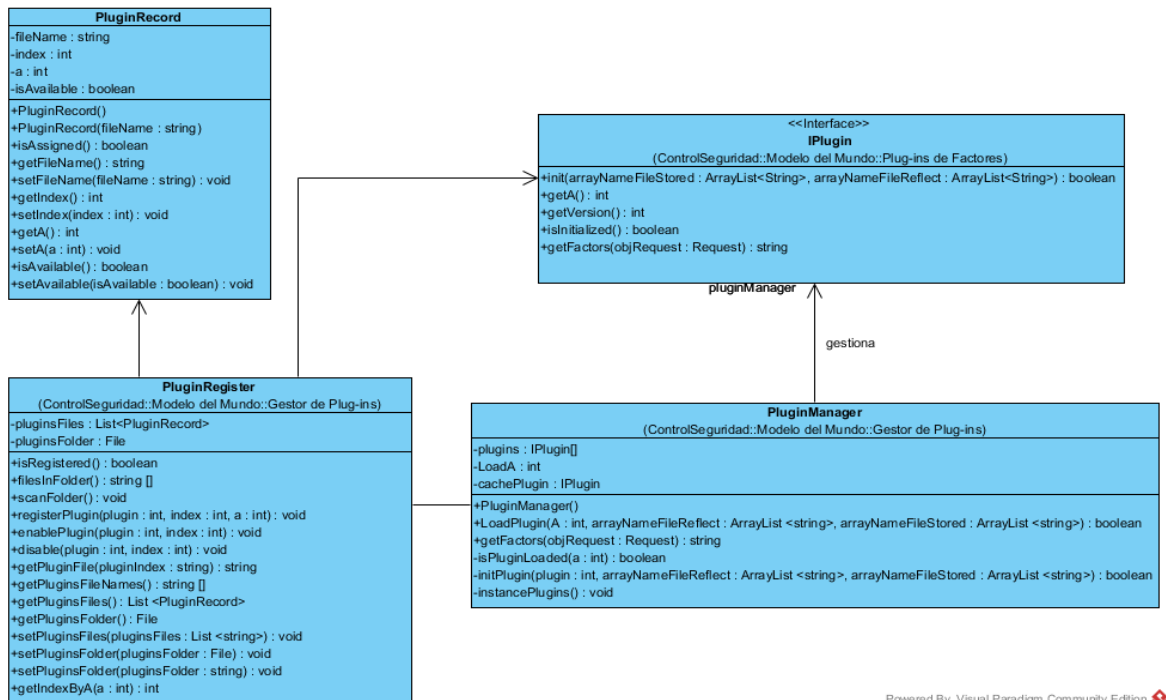 PluginRecord
-fileName : string
-index : int
-a : int
-isAvailable : boolean
+PluginRecord()
+PluginRecord(fileName : string)
+isAssigned() : boolean
+getFileName() : string
+setFileName(fileName : string) : void
+getIndex() : int
+setIndex(index : int) : void
+getA() : int
+setA(a : int) : void
+isAvailable() : boolean
+setAvailable(isAvailable : boolean) : void
<<Interface>>
IPlugin
(ControlSeguridad::Modelo del Mundo::Plug-ins de Factores)
+init(arrayNameFileStored : ArrayList<String>, arrayNameFileReflect : ArrayList<String>) : boolean
+getA() : int
+getVersion() : int
+isInitialized() : boolean
+getFactors(objRequest : Request) : string
pluginManager
gestiona
PluginRegister
(ControlSeguridad::Modelo del Mundo::Gestor de Plug-ins)
-pluginsFiles : List<PluginRecord>
-pluginsFolder : File
+isRegistered() : boolean
+filesInFolder() : string []
+scanFolder() : void
+registerPlugin(plugin : int, index : int, a : int) : void
+enablePlugin(plugin : int, index : int) : void
+disable(plugin : int, index : int) : void
+getPluginFile(pluginIndex : string) : string
+getPluginsFileNames() : string []
+getPluginsFiles() : List <PluginRecord>
+getPluginsFolder() : File
+setPluginsFiles(pluginsFiles : List <string>) : void
+setPluginsFolder(pluginsFolder : File) : void
+setPluginsFolder(pluginsFolder : string) : void
+getIndexByA(a : int) : int
PluginManager
(ControlSeguridad::Modelo del Mundo::Gestor de Plug-ins)
-plugins : IPlugin[]
-LoadA : int
-cachePlugin : IPlugin
+PluginManager()
+LoadPlugin(A : int, arrayNameFileReflect : ArrayList <string>, arrayNameFileStored : ArrayList <string>) : boolean
+getFactors(objRequest : Request) : string
-isPluginLoaded(a : int) : boolean
-initPlugin(plugin : int, arrayNameFileReflect : ArrayList <string>, arrayNameFileStored : ArrayList <string>) : boolean
-instancePlugins() : void
Powered By Visual Paradigm Community Edition